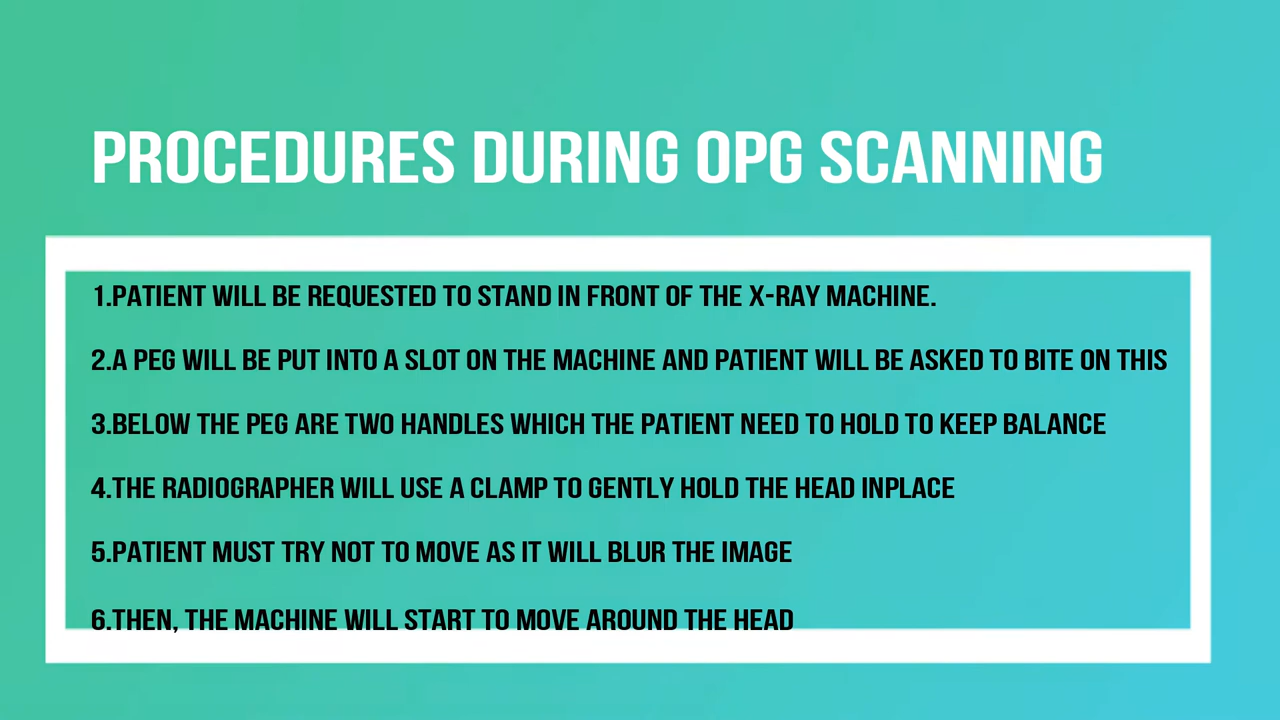 PROCEDURES DURING OPG SCANNING
1.PATIENT WILL BE REQUESTED TO STAND IN FRONT OF THE X-RAY MACHINE.
2.A PEG WILL BE PUT INTO A SLOT ON THE MACHINE AND PATIENT WILL BE ASKED TO BITE ON THIS
3.BELOW THE PEG ARE TWO HANDLES WHICH THE PATIENT NEED TO HOLD TO KEEP BALANCE
4.THE RADIOGRAPHER WILL USE A CLAMP TO GENTLY HOLD THE HEAD INPLACE
5.PATIENT MUST TRY NOT TO MOVE AS IT WILL BLUR THE IMAGE
6.THEN, THE MACHINE WILL START TO MOVE AROUND THE HEAD